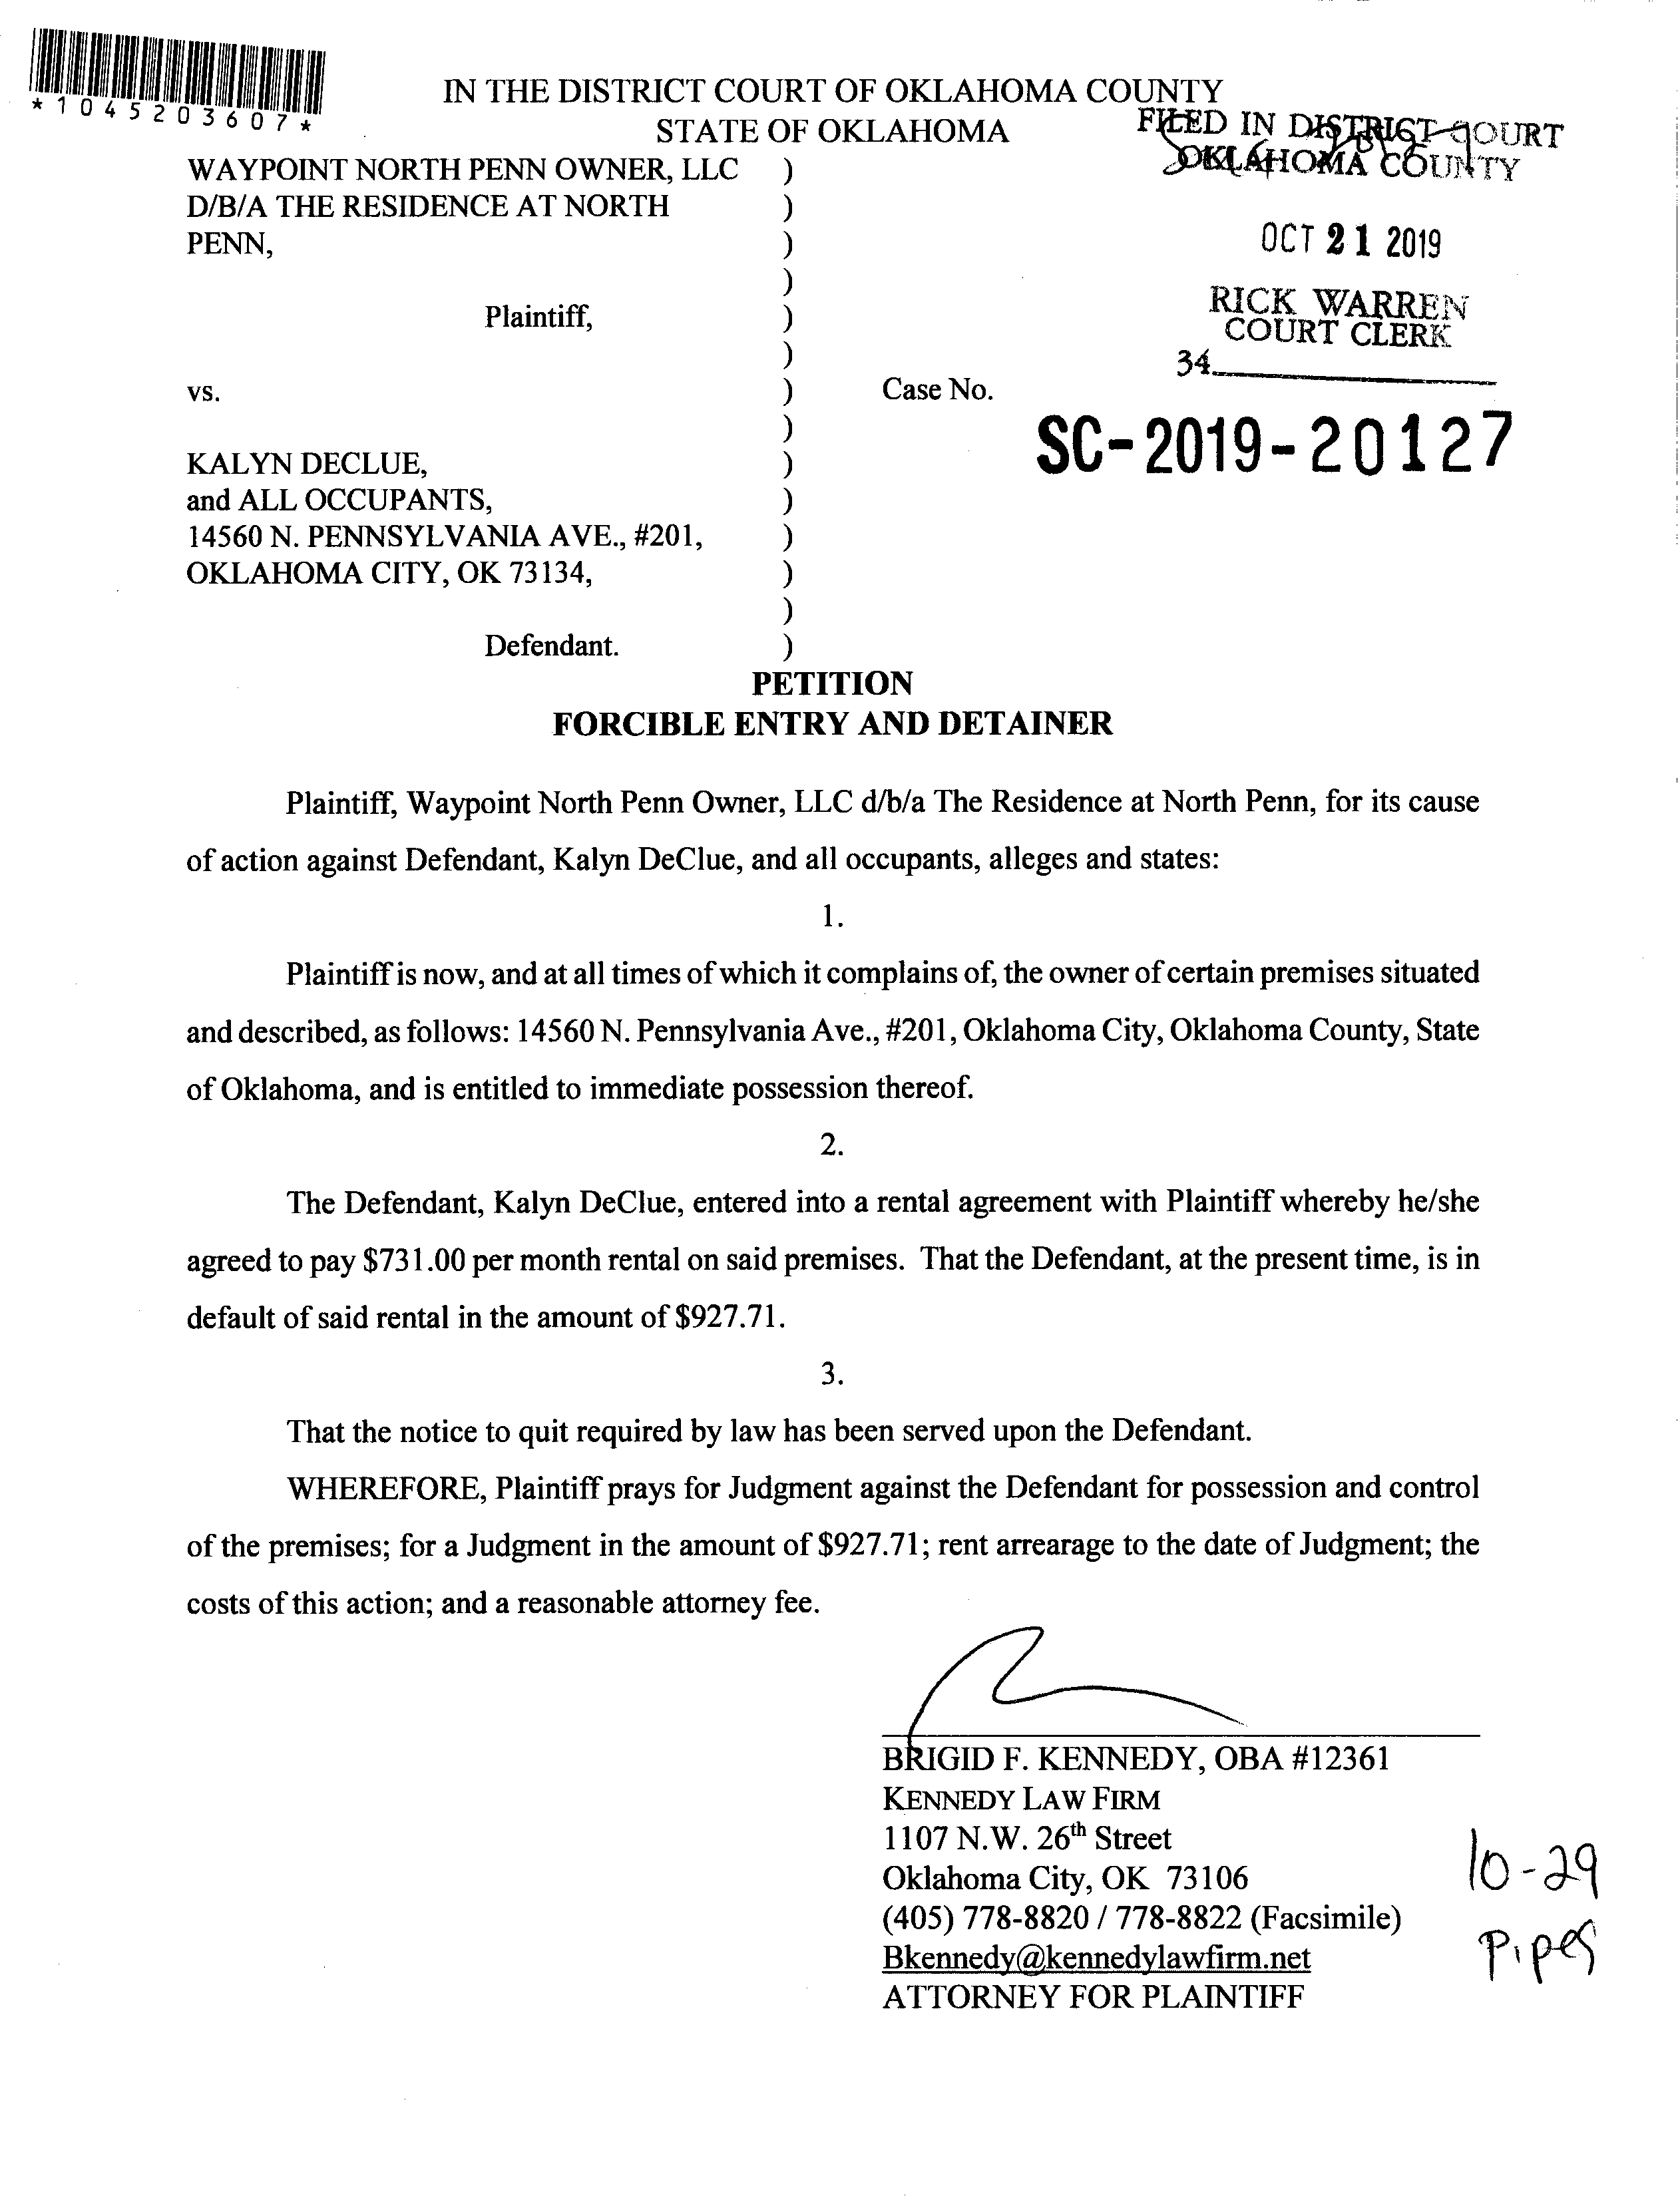 *1045203607*
IN THE DISTRICT COURT OF OKLAHOMA COUNTY
STATE OF OKLAHOMA
FILED IN DISTRICT COURT
OKLAHOMA COUNTY
OCT 21 2019
RICK WARREN
COURT CLERK
34
WAYPOINT NORTH PENN OWNER, LLC )
D/B/A THE RESIDENCE AT NORTH )
PENN, )
)
Plaintiff, )
)
vs. ) Case No.
SC-2019-20127
)
KALYN DECLUE, )
and ALL OCCUPANTS, )
14560 N. PENNSYLVANIA AVE., #201, )
OKLAHOMA CITY, OK 73134, )
)
Defendant. )
PETITION
FORCIBLE ENTRY AND DETAINER
Plaintiff, Waypoint North Penn Owner, LLC d/b/a The Residence at North Penn, for its cause
of action against Defendant, Kalyn DeClue, and all occupants, alleges and states:
1.
Plaintiff is now, and at all times of which it complains of, the owner of certain premises situated
and described, as follows: 14560 N. Pennsylvania Ave., #201, Oklahoma City, Oklahoma County, State
of Oklahoma, and is entitled to immediate possession thereof.
2.
The Defendant, Kalyn DeClue, entered into a rental agreement with Plaintiff whereby he/she
agreed to pay $731.00 per month rental on said premises. That the Defendant, at the present time, is in
default of said rental in the amount of $927.71.
3.
That the notice to quit required by law has been served upon the Defendant.
WHEREFORE, Plaintiff prays for Judgment against the Defendant for possession and control
of the premises; for a Judgment in the amount of $927.71; rent arrearage to the date of Judgment; the
costs of this action; and a reasonable attorney fee.
BRIGID F. KENNEDY, OBA #12361
KENNEDY LAW FIRM
1107 N.W. 26th Street
Oklahoma City, OK 73106
(405) 778-8820 / 778-8822 (Facsimile)
Bkennedy@kennedylawfirm.net
ATTORNEY FOR PLAINTIFF
10-29
Pipes